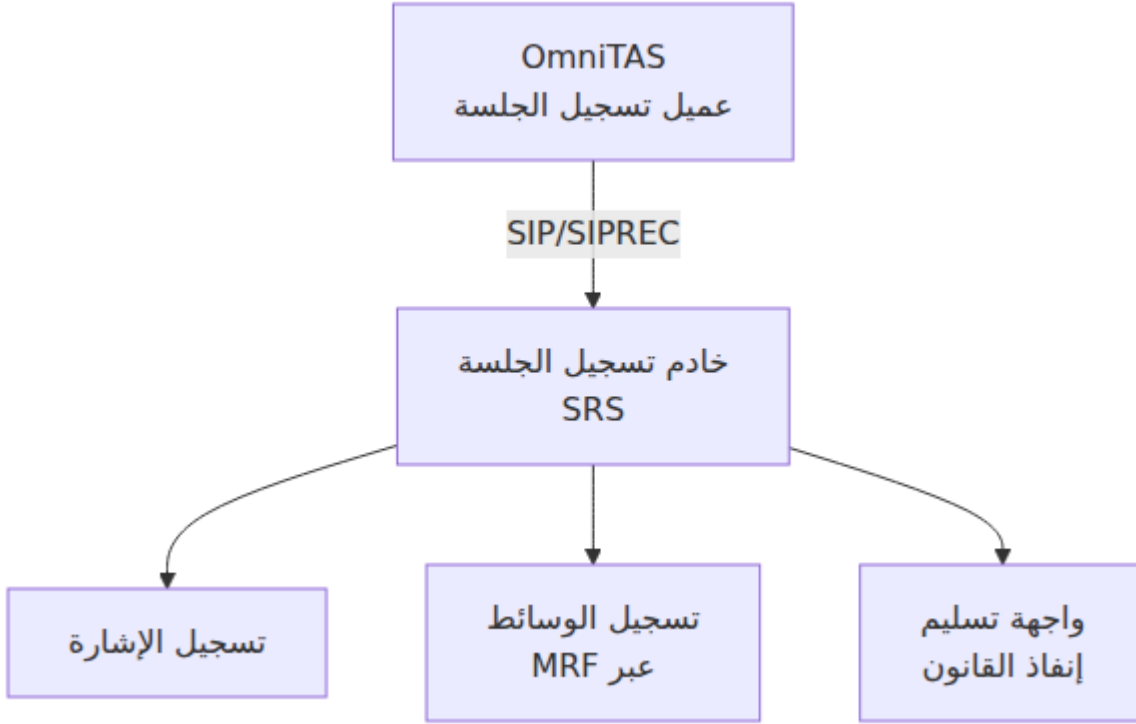 OmniTAS
عميل تسجيل الجلسة
SIP/SIPREC
خادم تسجيل الجلسة
SRS
تسجيل الإشارة
تسجيل الوسائط
عبر MRF
واجهة تسليم
إنفاذ القانون